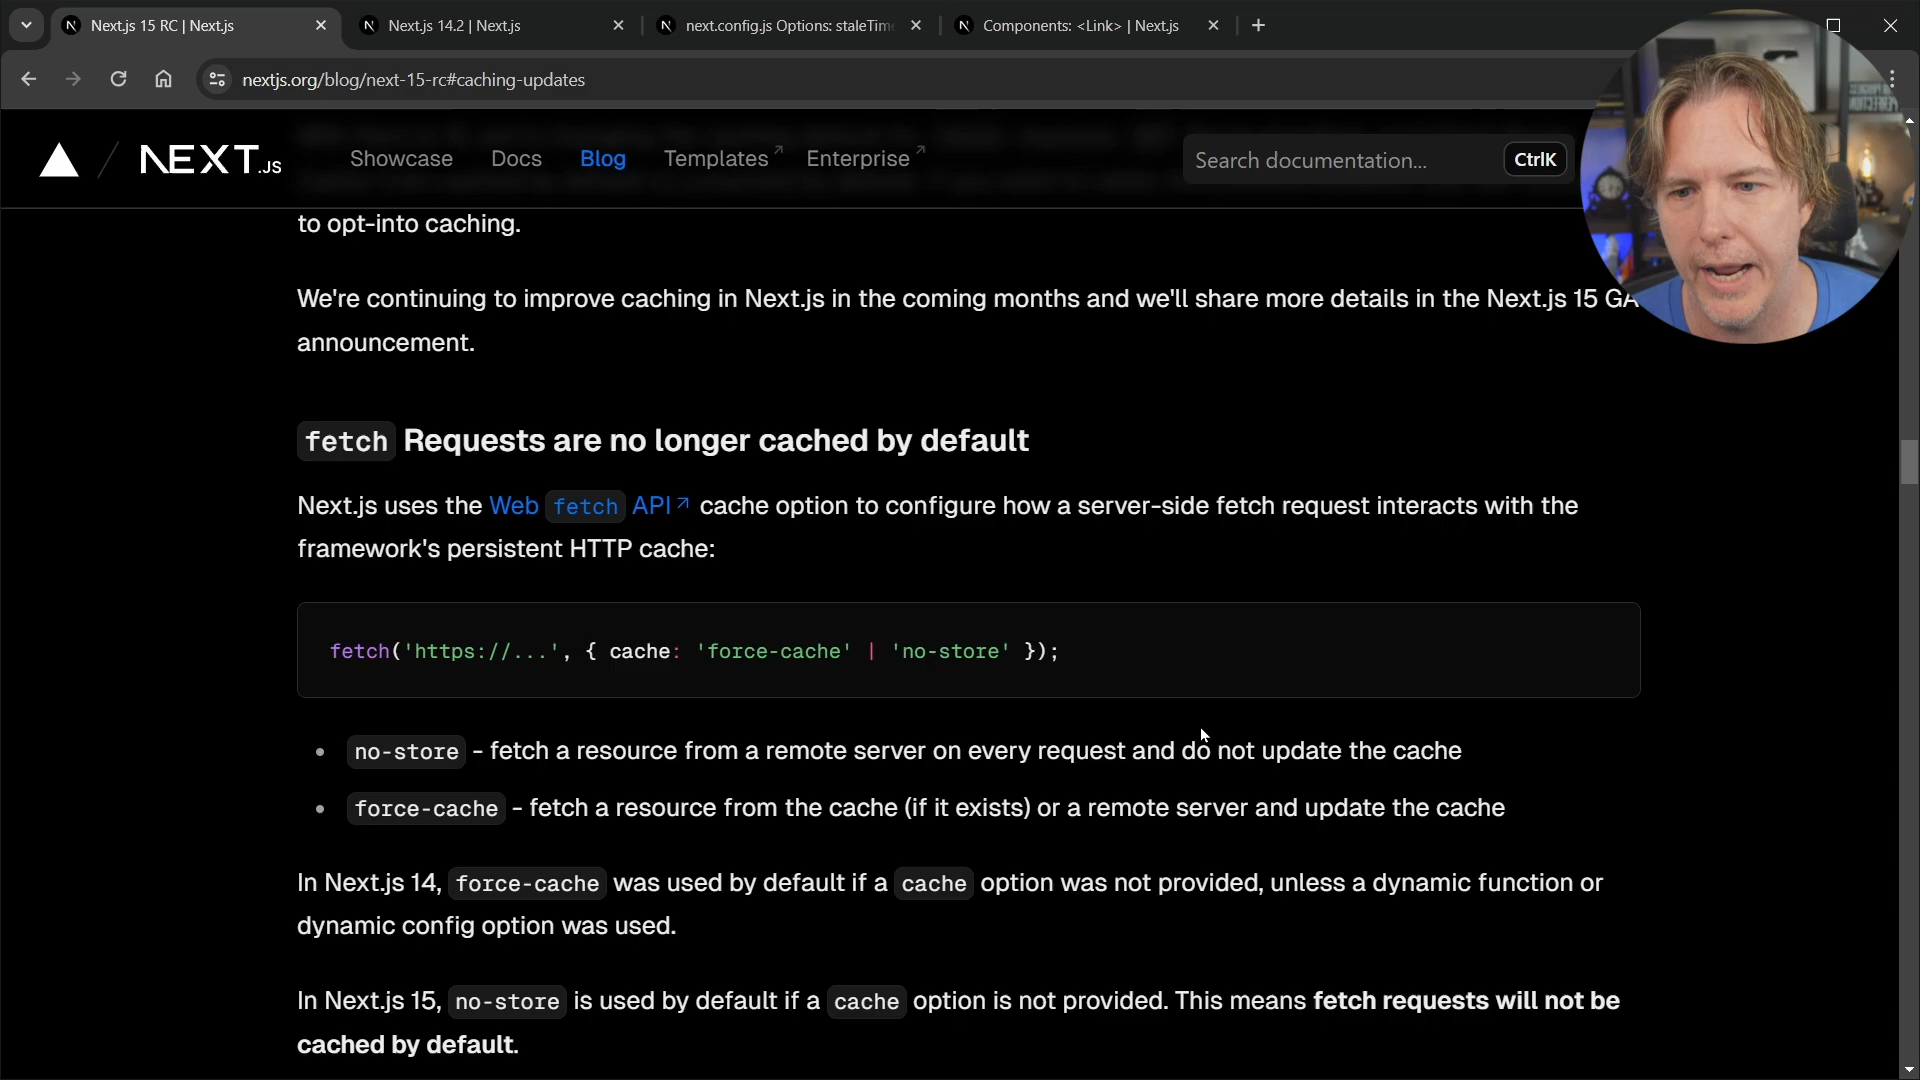 Next.js 15 RC | Next.js
Next.js 14.2 | Next.js
next.config.js Options: staleTime
Components: <Link> | Next.js
nextjs.org/blog/next-15-rc#caching-updates
NEXT.JS
Showcase
Docs
Blog
Templates
Enterprise
Search documentation...
CtrlK
to opt-into caching.
We're continuing to improve caching in Next.js in the coming months and we'll share more details in the Next.js 15 GA
announcement.
fetch Requests are no longer cached by default
Next.js uses the Web fetch API cache option to configure how a server-side fetch request interacts with the
framework's persistent HTTP cache:
fetch('https://...', { cache: 'force-cache' | 'no-store' });
no-store - fetch a resource from a remote server on every request and do not update the cache
force-cache - fetch a resource from the cache (if it exists) or a remote server and update the cache
In Next.js 14, force-cache was used by default if a cache option was not provided, unless a dynamic function or
dynamic config option was used.
In Next.js 15, no-store is used by default if a cache option is not provided. This means fetch requests will not be
cached by default.